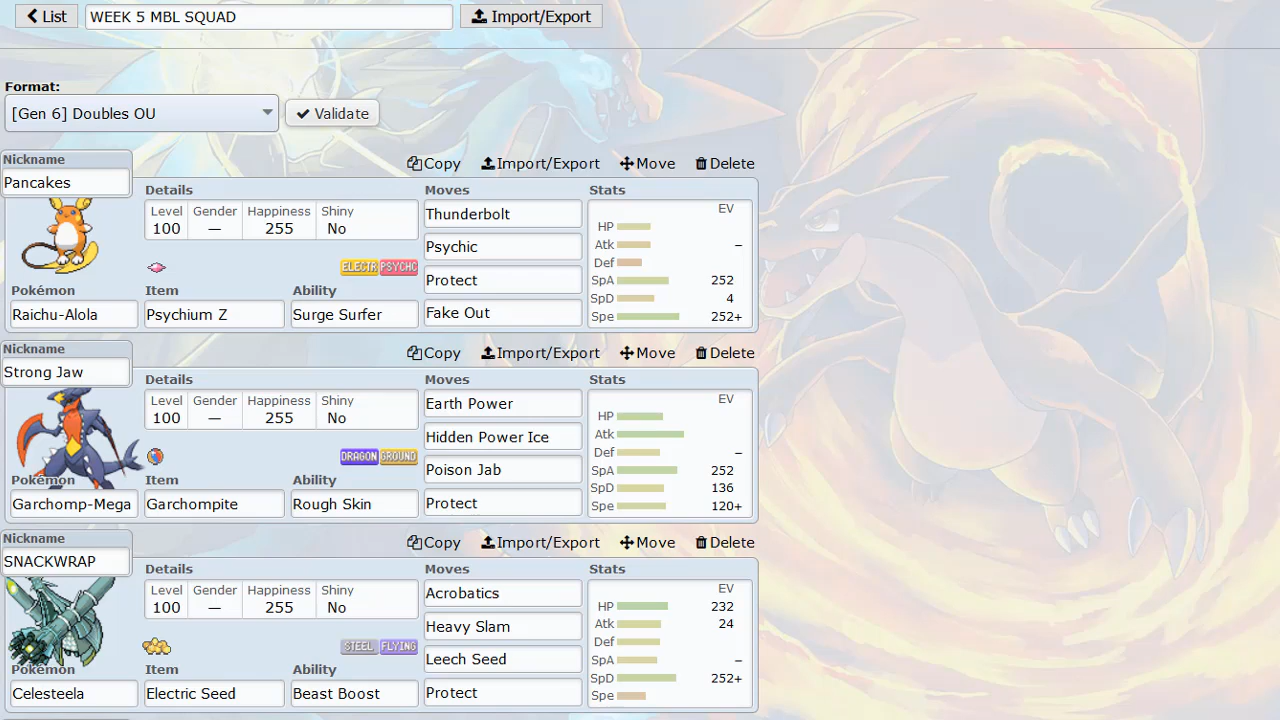 List WEEK 5 MBL SQUAD Import/Export
Format:
[Gen 6] Doubles OU Validate
Nickname Copy Import/Export Move Delete
Pancakes
Details Moves Stats
Level Gender Happiness Shiny
100 — 255 No
ELECTR PSYCHC
Pokémon Item Ability
Raichu-Alola Psychium Z Surge Surfer
Thunderbolt
Psychic
Protect
Fake Out
EV
HP
Atk –
Def
SpA 252
SpD 4
Spe 252+
Nickname Copy Import/Export Move Delete
Strong Jaw
Details Moves Stats
Level Gender Happiness Shiny
100 — 255 No
DRAGON GROUND
Pokémon Item Ability
Garchomp-Mega Garchompite Rough Skin
Earth Power
Hidden Power Ice
Poison Jab
Protect
EV
HP
Atk
Def –
SpA 252
SpD 136
Spe 120+
Nickname Copy Import/Export Move Delete
SNACKWRAP
Details Moves Stats
Level Gender Happiness Shiny
100 — 255 No
STEEL FLYING
Pokémon Item Ability
Celesteela Electric Seed Beast Boost
Acrobatics
Heavy Slam
Leech Seed
Protect
EV
HP 232
Atk 24
Def
SpA –
SpD 252+
Spe